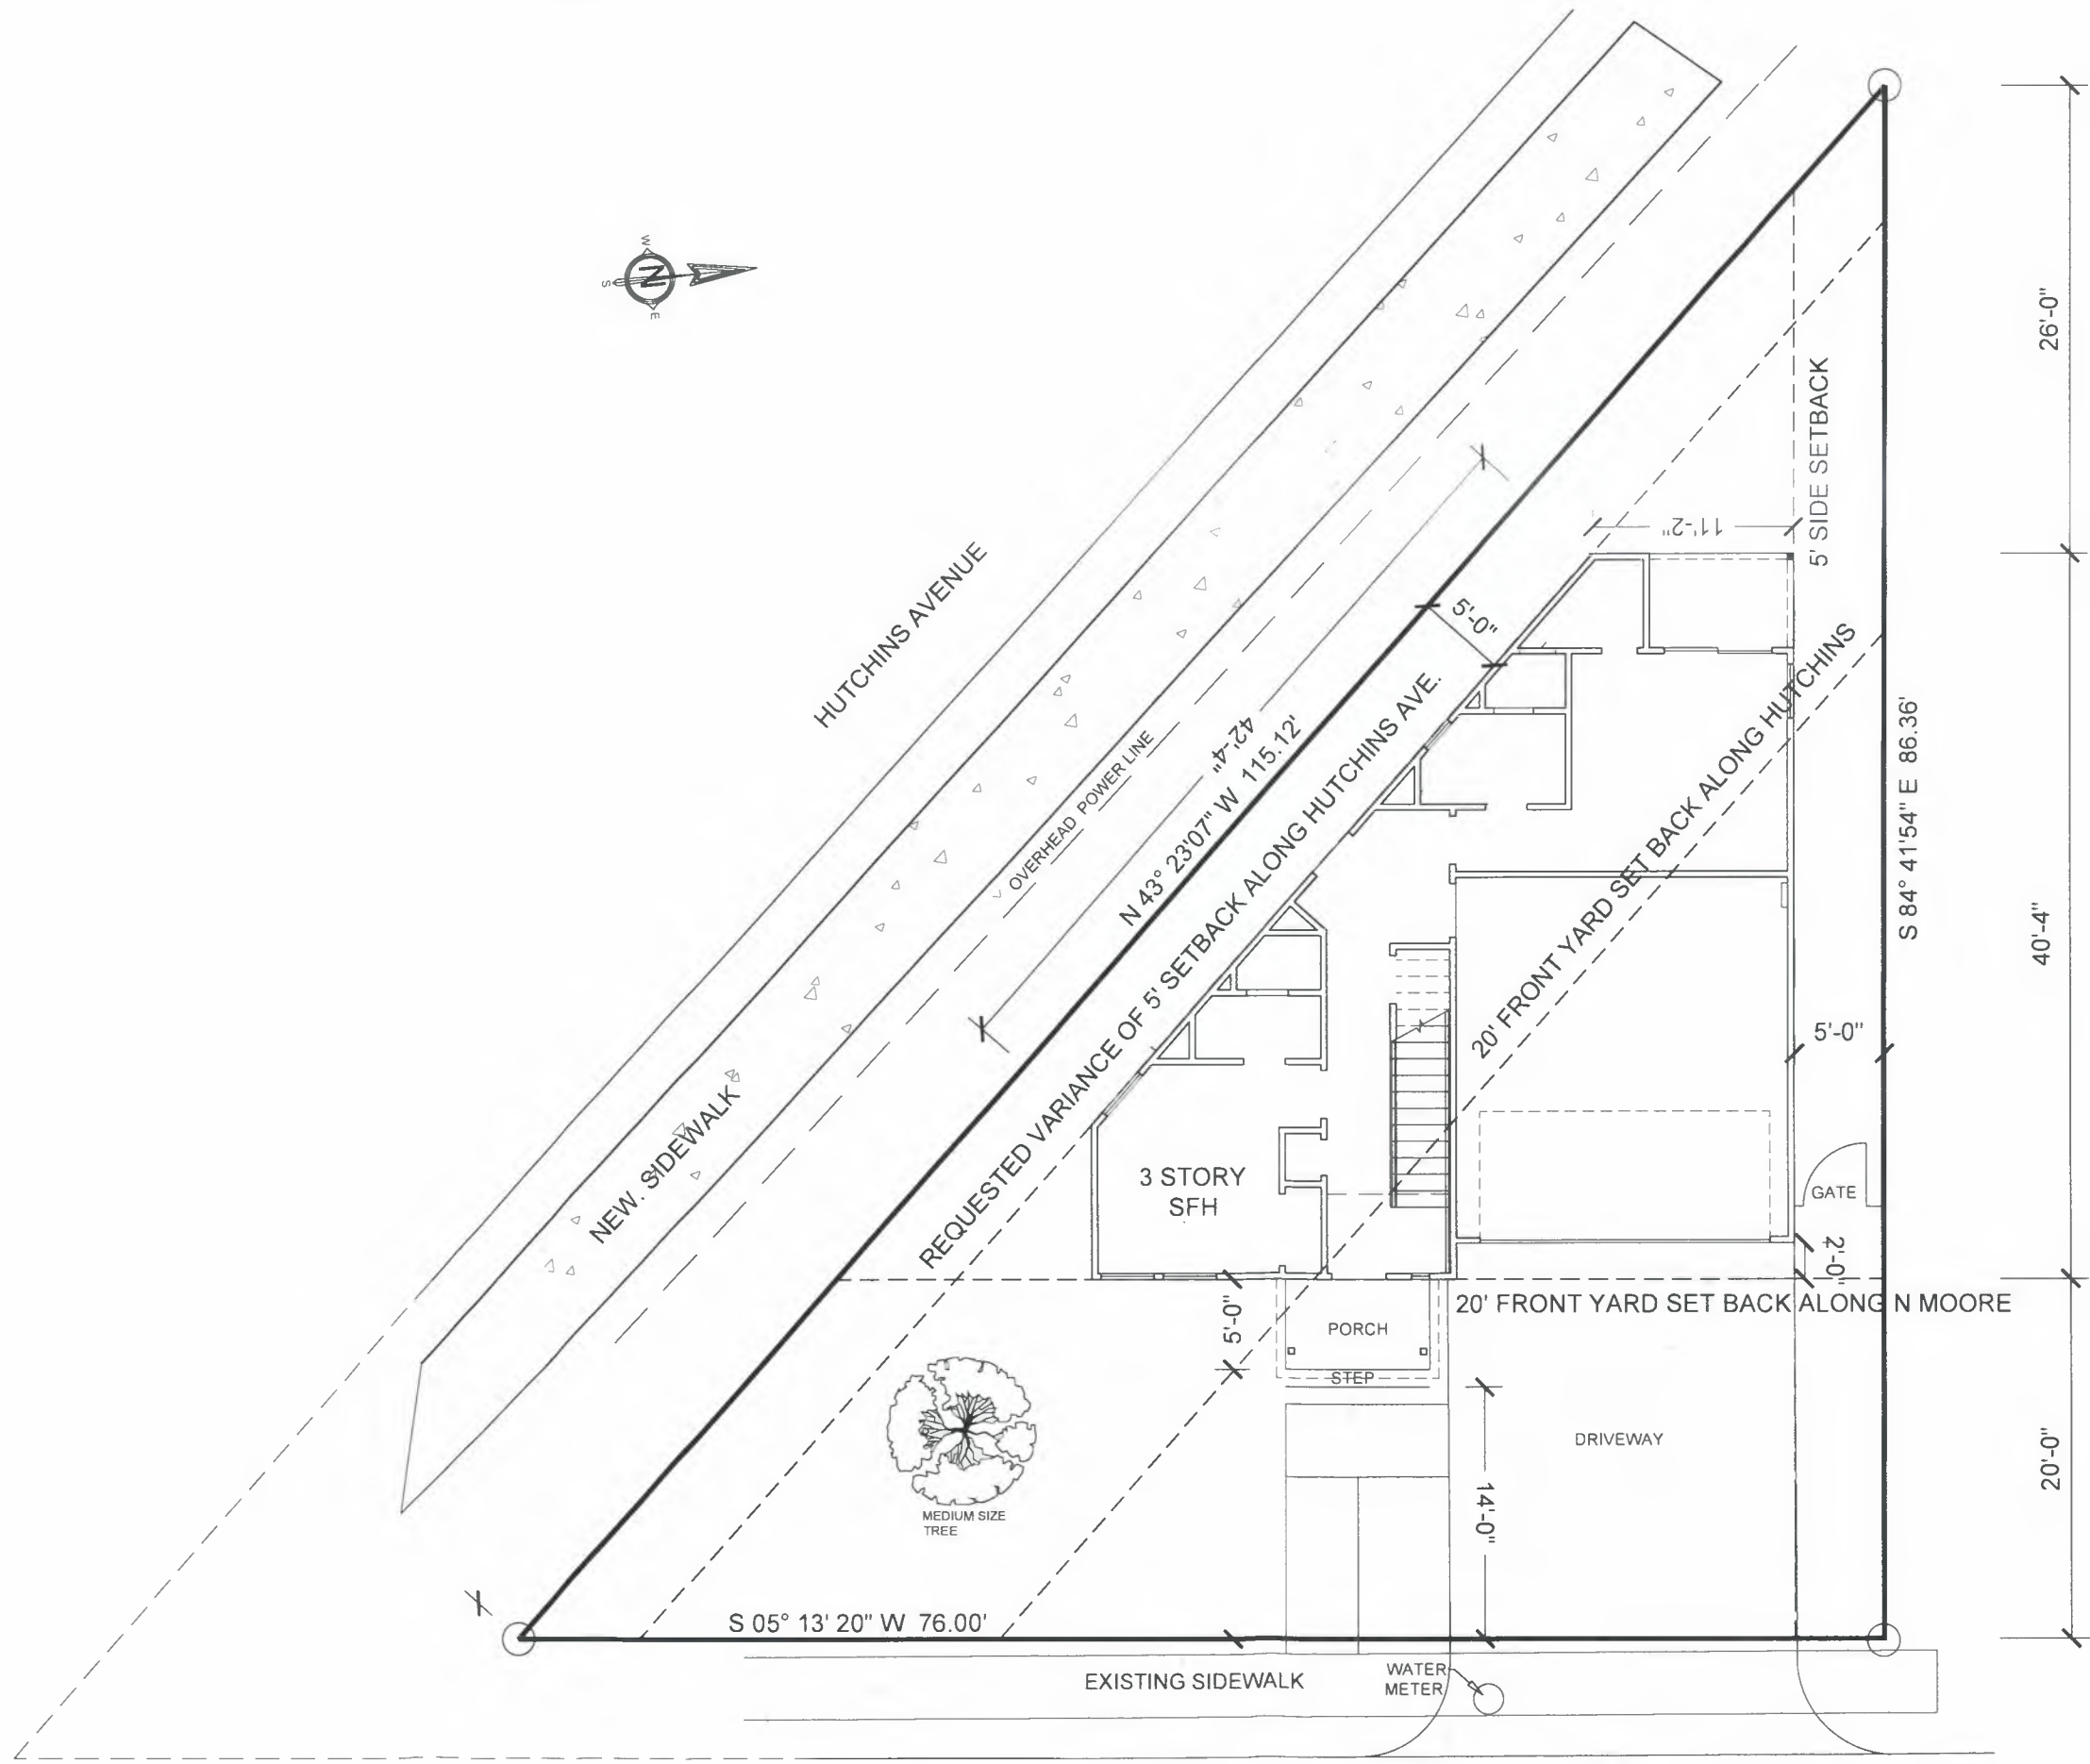 W
N
S
E
26'-0"
5' SIDE SETBACK
11'-2"
HUTCHINS AVENUE
5'-0"
42'-4"
N 43° 23'07" W 115.12'
OVERHEAD POWER LINE
REQUESTED VARIANCE OF 5' SETBACK ALONG HUTCHINS AVE.
20' FRONT YARD SET BACK ALONG HUTCHINS
S 84° 41'54" E 86.36'
40'-4"
5'-0"
NEW. SIDEWALK
3 STORY
SFH
GATE
2'-0"
20' FRONT YARD SET BACK ALONG N MOORE
5'-0"
PORCH
STEP
DRIVEWAY
14'-0"
20'-0"
MEDIUM SIZE
TREE
S 05° 13' 20" W 76.00'
EXISTING SIDEWALK
WATER
METER